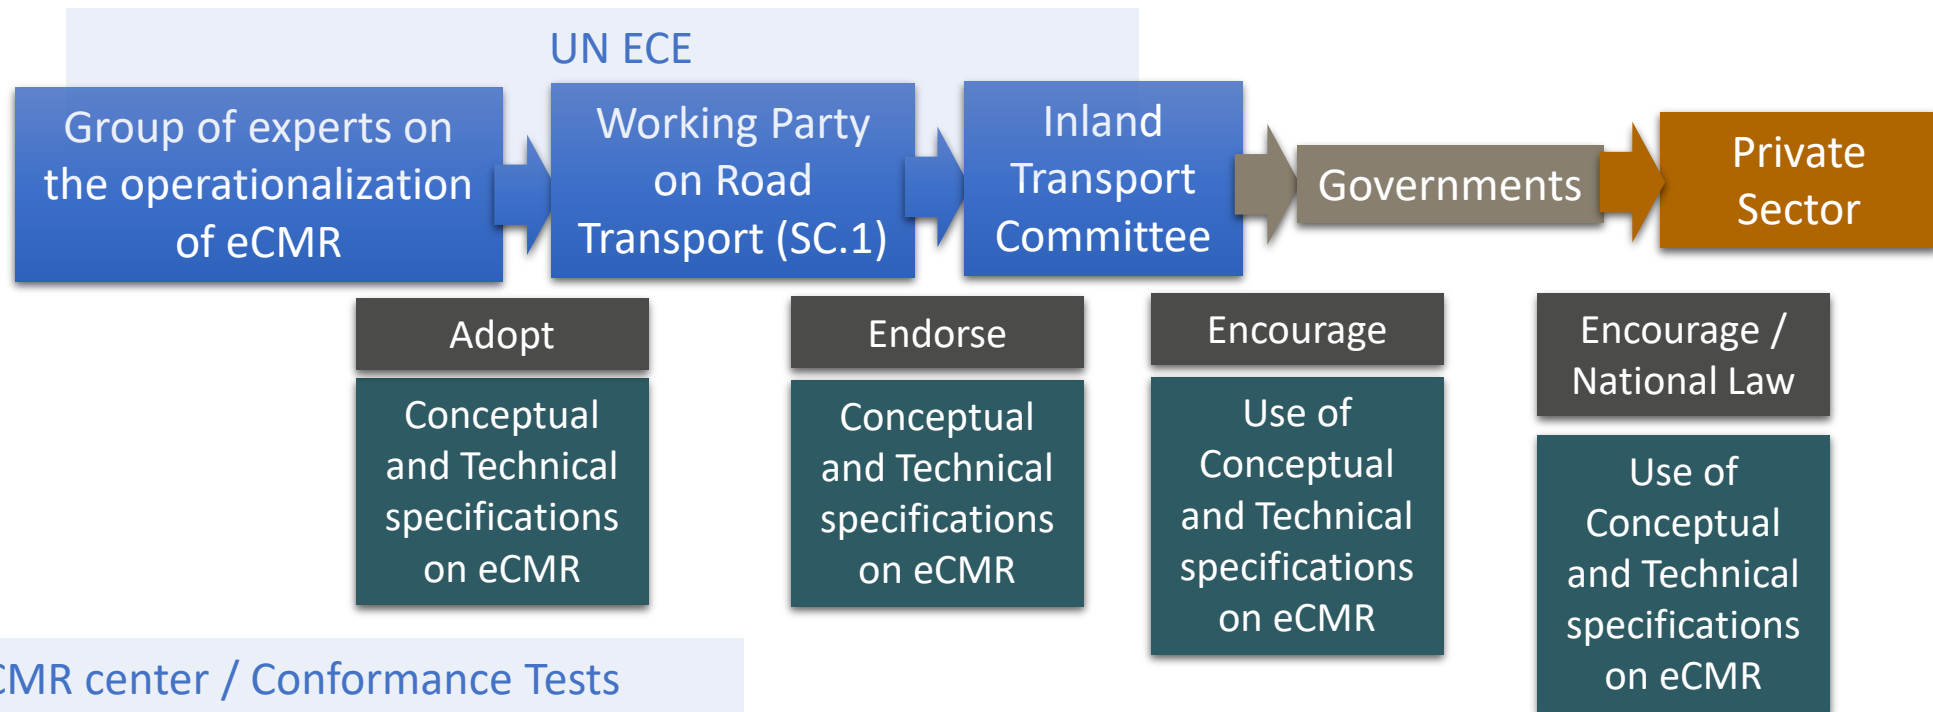 UN ECE
Group of experts on
the operationalization
of eCMR
Working Party
on Road
Transport (SC.1)
Inland
Transport
Committee
Governments
Private
Sector
Adopt
Conceptual
and Technical
specifications
on eCMR
Endorse
Conceptual
and Technical
specifications
on eCMR
Encourage
Use of
Conceptual
and Technical
specifications
on eCMR
Encourage /
National Law
Use of
Conceptual
and Technical
specifications
on eCMR
CMR center / Conformance Tests